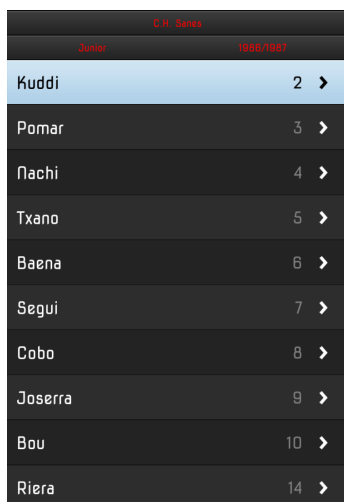 C.H. Bares
Junior 1986/1987
Kuddi 2
Pomar 3
Nachi 4
Txano 5
Baena 6
Segui 7
Cobo 8
Joserra 9
Bou 10
Riera 14